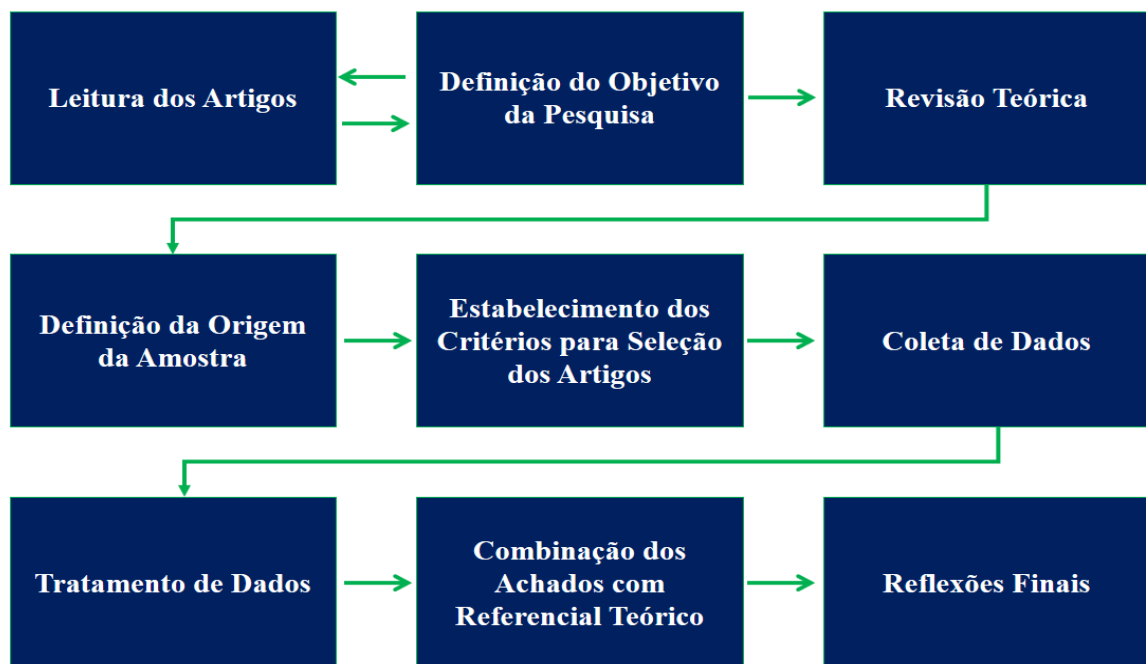 Leitura dos Artigos
Definição do Objetivo
da Pesquisa
Revisão Teórica
Definição da Origem
da Amostra
Estabelecimento dos
Critérios para Seleção
dos Artigos
Coleta de Dados
Tratamento de Dados
Combinação dos
Achados com
Referencial Teórico
Reflexões Finais